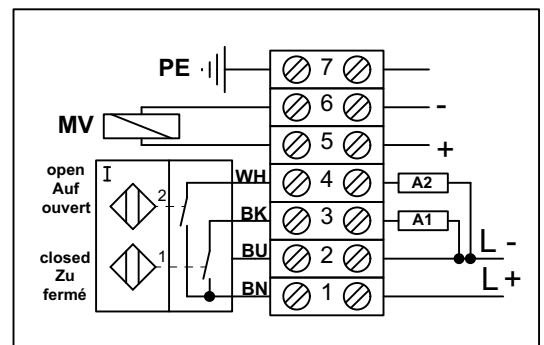 PE 7
6 -
MV
5 +
open
Auf
ouvert
I
2
WH 4 A2
BK 3 A1
closed
Zu
fermé
1
BU 2 L -
BN 1 L+